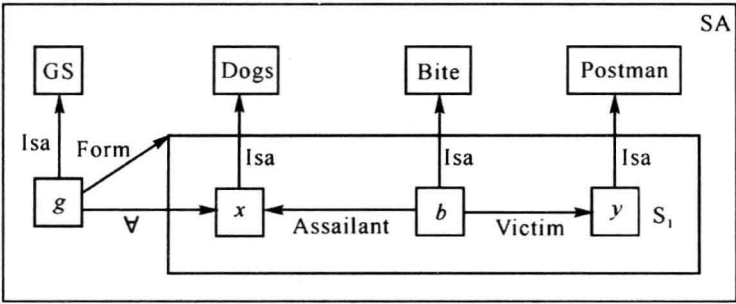 SA
GS Dogs Bite Postman
Isa Form Isa Isa Isa
g x b y S₁
∀ Assailant Victim